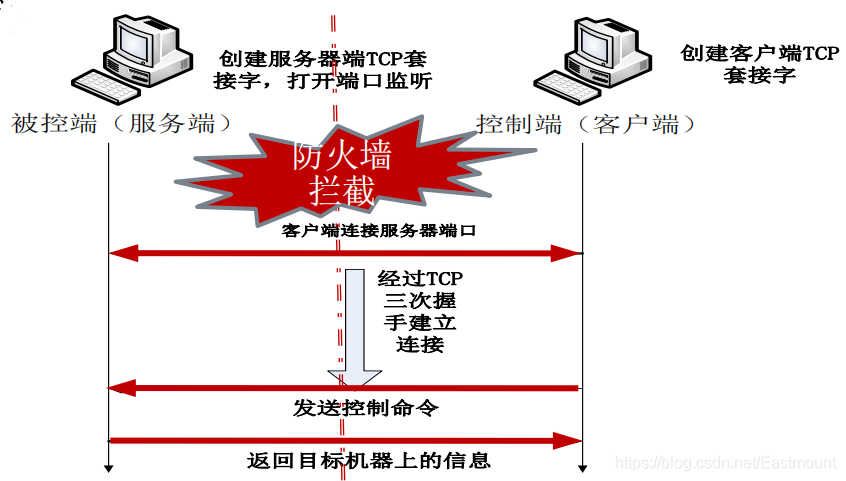 创建服务器端TCP套
接字，打开端口监听
创建客户端TCP
套接字
被控端（服务端）
控制端（客户端）
防火墙
拦截
客户端连接服务器端口
经过TCP
三次握
手建立
连接
发送控制命令
返回目标机器上的信息
https://blog.csdn.net/Eastmount